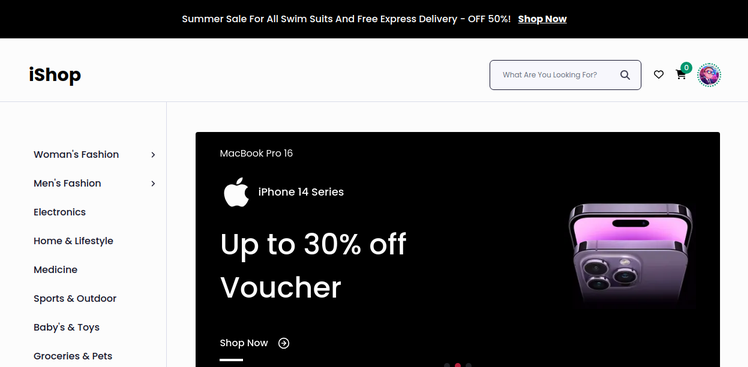 Summer Sale For All Swim Suits And Free Express Delivery - OFF 50%! Shop Now
iShop
What Are You Looking For?
0
Woman's Fashion
Men's Fashion
Electronics
Home & Lifestyle
Medicine
Sports & Outdoor
Baby's & Toys
Groceries & Pets
MacBook Pro 16
iPhone 14 Series
Up to 30% off
Voucher
Shop Now